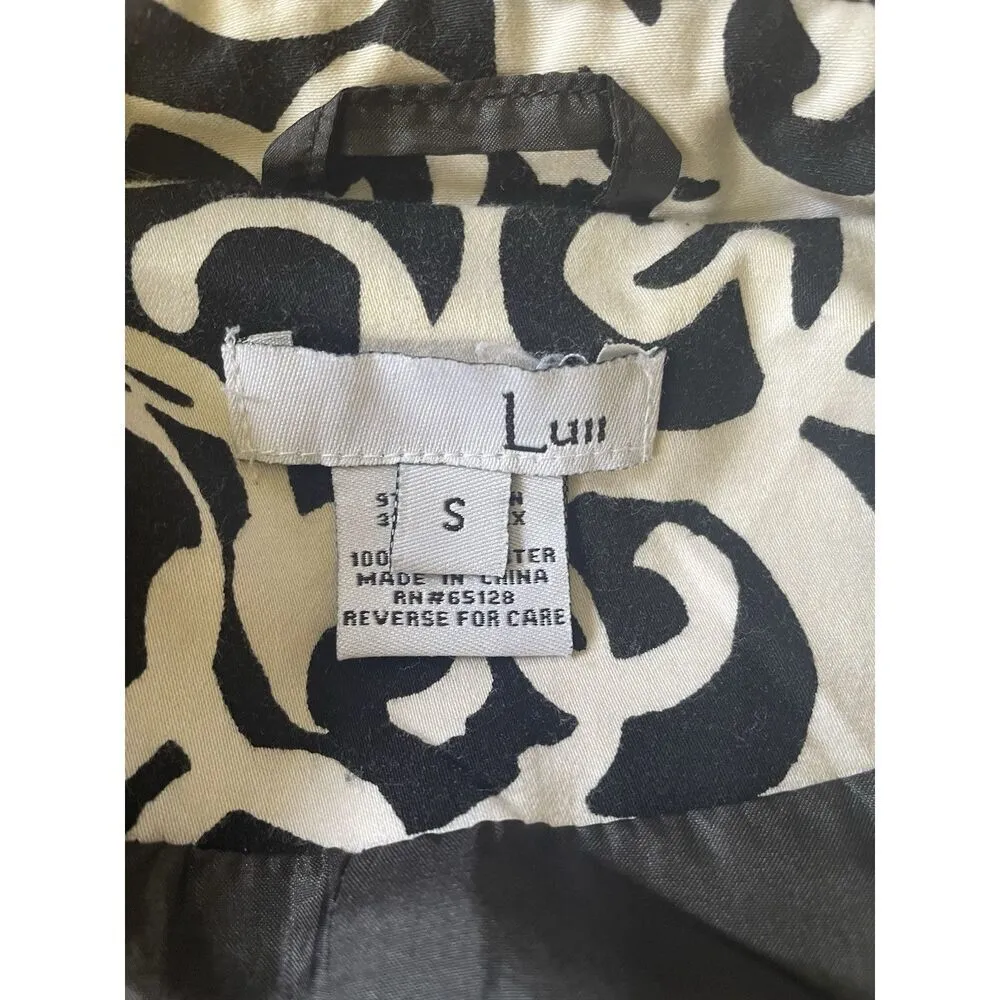 Luii
S
MADE IN CHINA
RN#65128
REVERSE FOR CARE